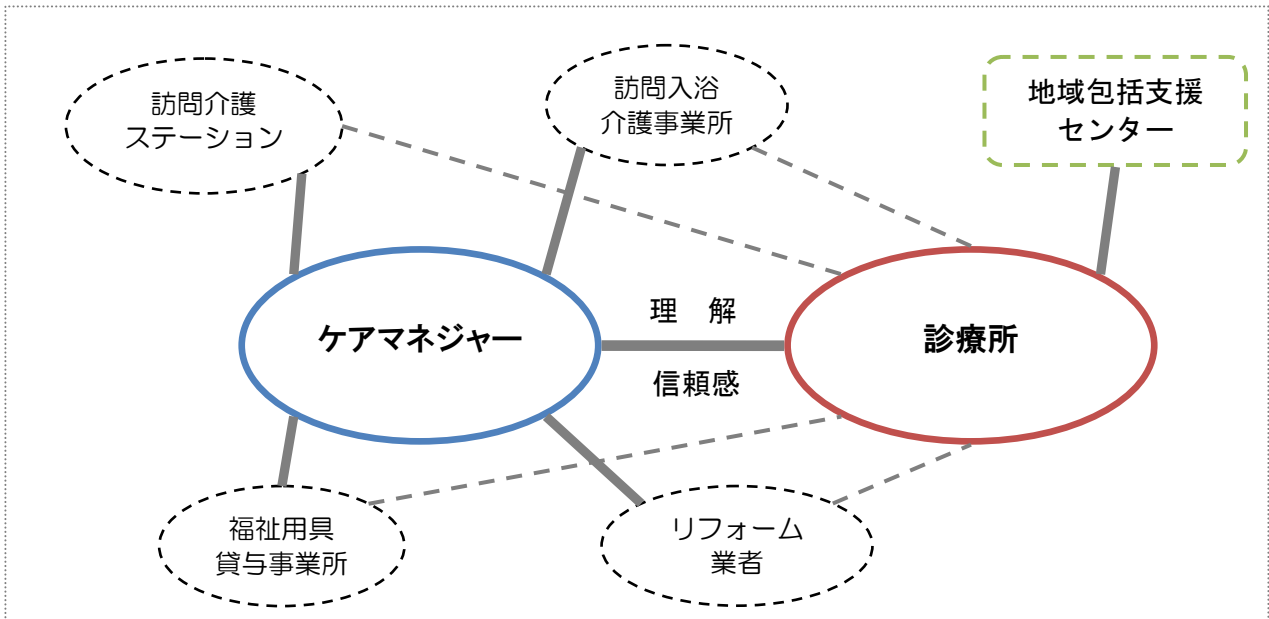 訪問介護
ステーション
訪問入浴
介護事業所
地域包括支援
センター
ケアマネジャー
理　解
信頼感
診療所
福祉用具
貸与事業所
リフォーム
業者